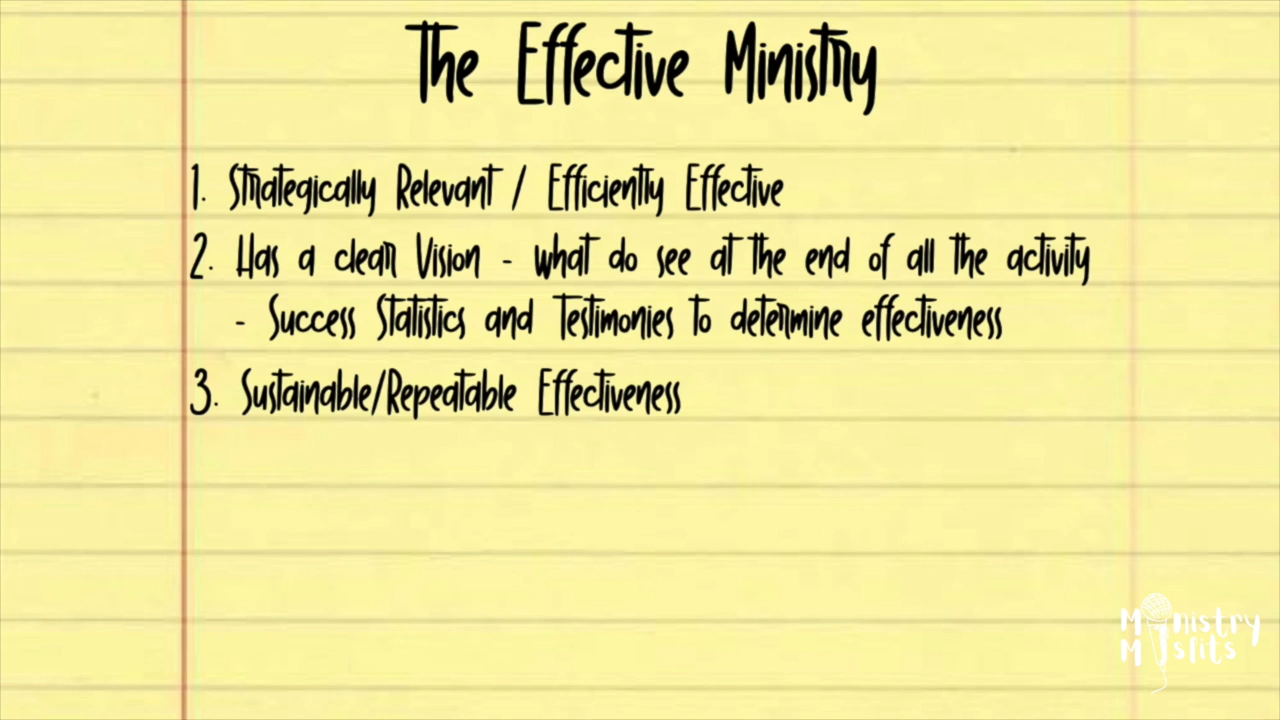 The Effective Ministry
1. Strategically Relevant / Efficiently Effective
2. Has a clear Vision - what do see at the end of all the activity
- Success Statistics and Testimonies to determine effectiveness
3. Sustainable/Repeatable Effectiveness
Ministry
Misfits